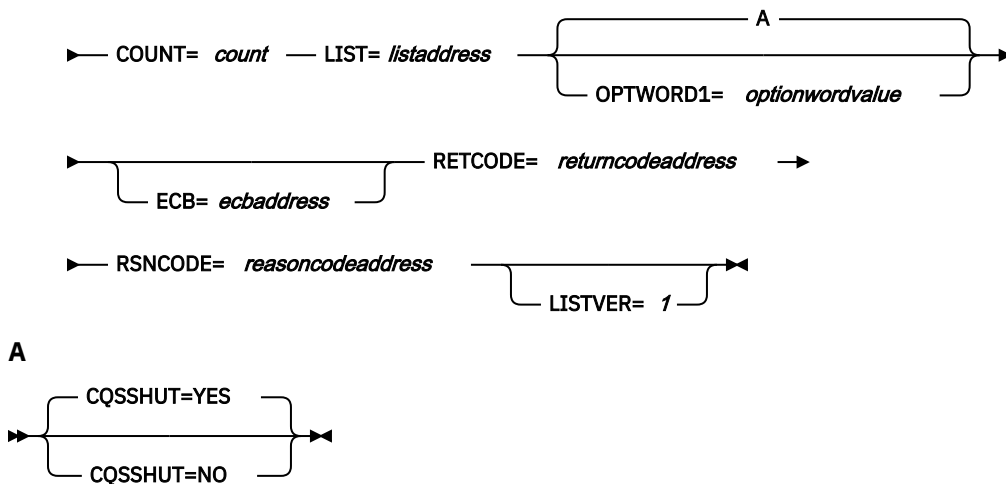 A
COUNT= count LIST= listaddress
OPTWORD1= optionwordvalue
RETCODE= returncodeaddress
ECB= ecbaddress
RSNCODE= reasoncodeaddress
LISTVER= 1
A
CQSSHUT=YES
CQSSHUT=NO